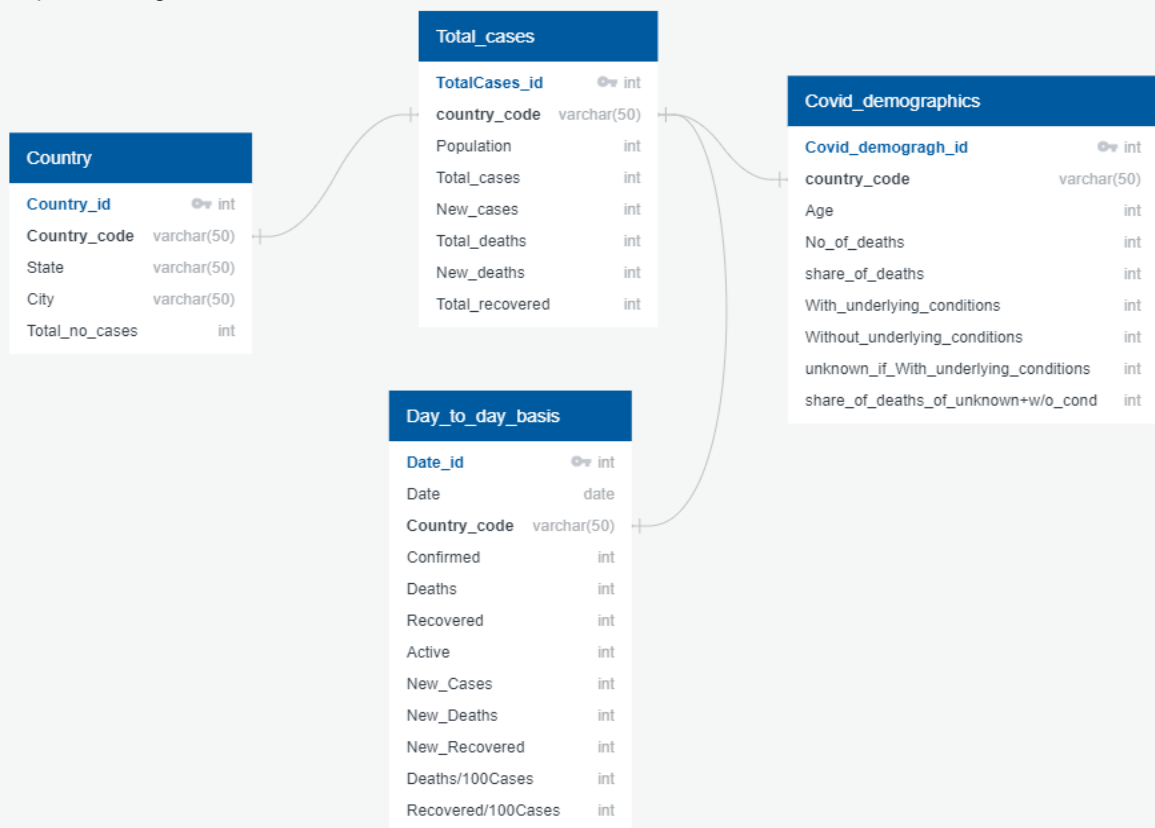 Total_cases
TotalCases_id int
country_code varchar(50)
Population int
Total_cases int
New_cases int
Total_deaths int
New_deaths int
Total_recovered int
Country
Country_id int
Country_code varchar(50)
State varchar(50)
City varchar(50)
Total_no_cases int
Covid_demographics
Covid_demogragh_id int
country_code varchar(50)
Age int
No_of_deaths int
share_of_deaths int
With_underlying_conditions int
Without_underlying_conditions int
unknown_if_With_underlying_conditions int
share_of_deaths_of_unknown+w/o_cond int
Day_to_day_basis
Date_id int
Date date
Country_code varchar(50)
Confirmed int
Deaths int
Recovered int
Active int
New_Cases int
New_Deaths int
New_Recovered int
Deaths/100Cases int
Recovered/100Cases int